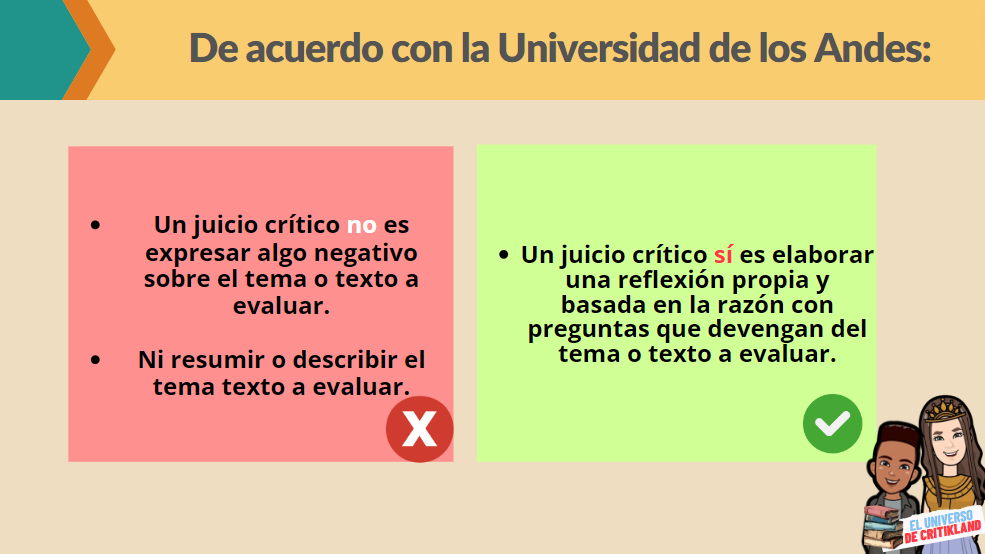 De acuerdo con la Universidad de los Andes:
• Un juicio crítico no es
expresar algo negativo
sobre el tema o texto a
evaluar.
• Ni resumir o describir el
tema texto a evaluar.
X
• Un juicio crítico sí es elaborar
una reflexión propia y
basada en la razón con
preguntas que devengan del
tema o texto a evaluar.
EL UNIVERSO
DE CRITIKLAND